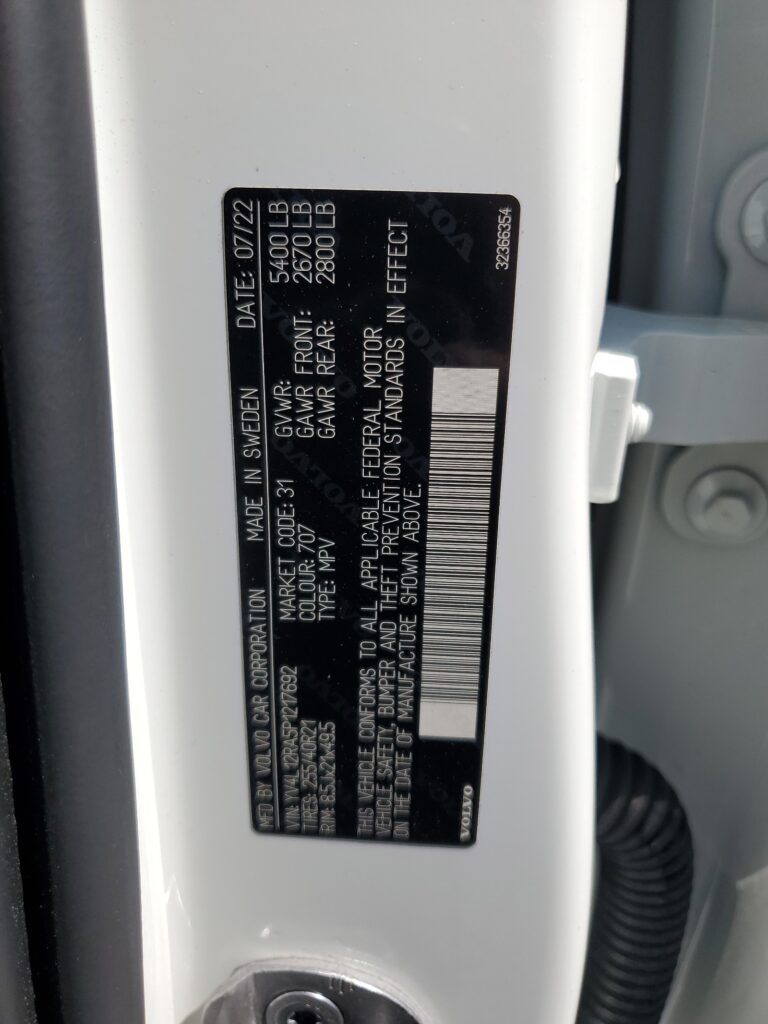 MFD BY VOLVO CAR CORPORATION MADE IN SWEDEN DATE: 07/22
VIN: YV4L12RA5P1217692 MARKET CODE: 31 GVWR: 5400 LB
TIRES: 255/40R21 COLOUR: 707 GAWR FRONT: 2670 LB
RIM: 8.5Jx21x49.5 TYPE: MPV GAWR REAR: 2800 LB
THIS VEHICLE CONFORMS TO ALL APPLICABLE FEDERAL MOTOR
VEHICLE SAFETY, BUMPER AND THEFT PREVENTION STANDARDS IN EFFECT
ON THE DATE OF MANUFACTURE SHOWN ABOVE.
VOLVO 32366354